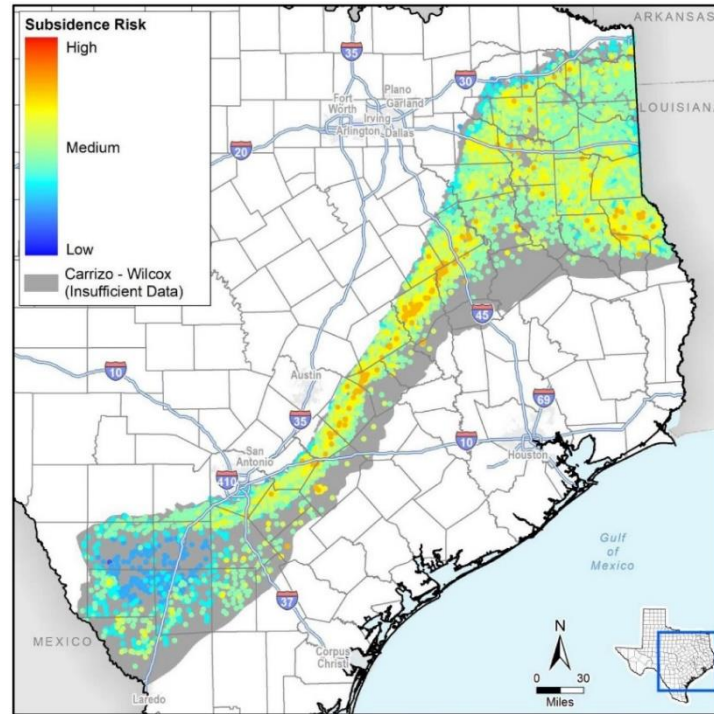 Subsidence Risk
High
Medium
Low
Carrizo - Wilcox
(Insufficient Data)
ARKANSAS
LOUISIANA
35
30
Plano
Fort
Worth
Garland
Irving
Arlington
Dallas
20
45
10
Austin
35
69
San
Antonio
10
Houston
410
Gulf
of
Mexico
37
MEXICO
Corpus
Christi
Laredo
N
0 30
Miles